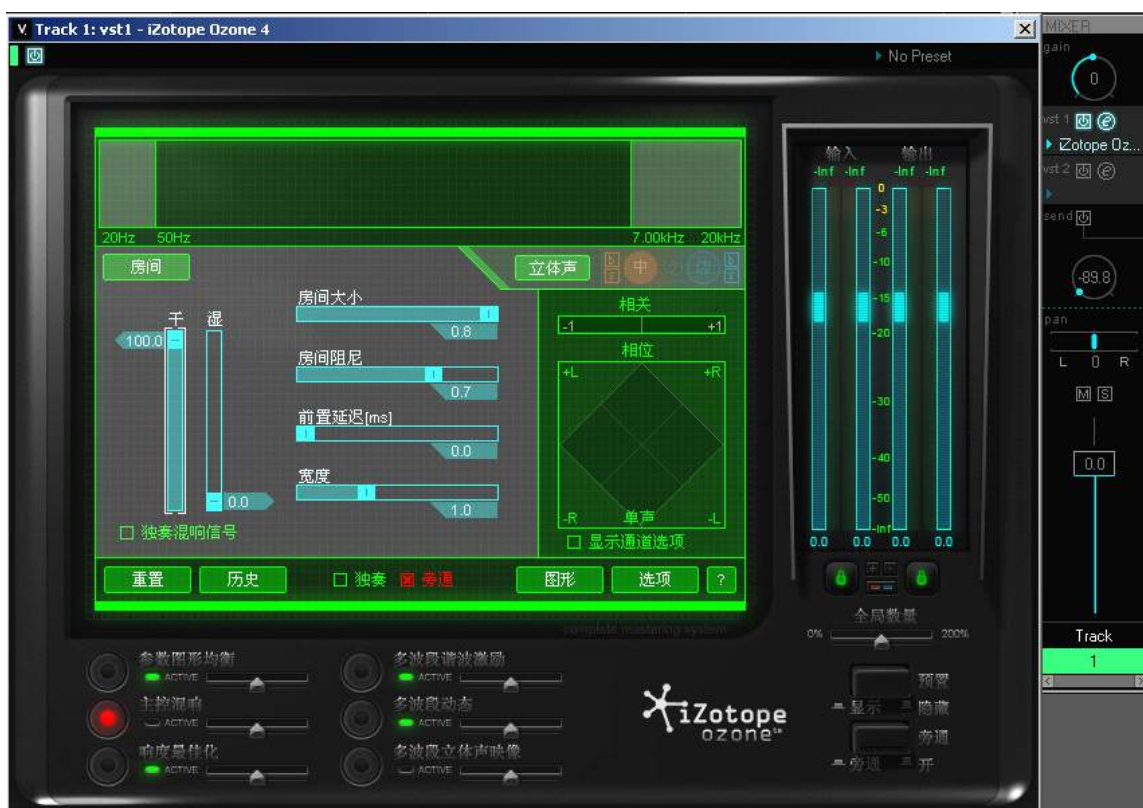 Track 1: vst1 - iZotope Ozone 4
No Preset
20Hz 50Hz 7.00kHz 20kHz
房间
立体声
干 湿
100.0
0.0
独奏混响信号
房间大小
0.8
房间阻尼
0.7
前置延迟[ms]
0.0
宽度
1.0
相关
-1 +1
相位
+L +R
-R 单声 -L
显示通道选项
重置 历史 独奏 旁通 图形 选项 ?
complete mastering system
输入 输出
-Inf -Inf -Inf -Inf
0
-3
-6
-10
-15
-20
-30
-40
-50
-Inf
0.0 0.0 0.0 0.0
全局数量
0% 200%
参数图形均衡
ACTIVE
主控混响
ACTIVE
响度最佳化
ACTIVE
多波段谐波激励
ACTIVE
多波段动态
ACTIVE
多波段立体声映像
ACTIVE
iZotope
ozone
预置
显示 隐藏
旁通
旁通 开
MIXER
gain
0
vst 1
iZotope Oz...
vst 2
send
-89.8
pan
L 0 R
M S
0.0
Track
1